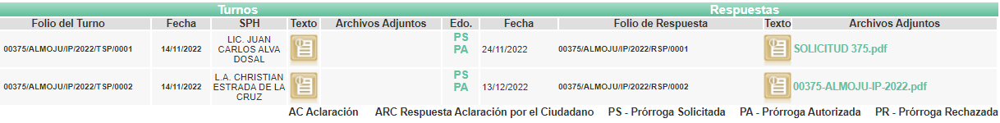 Turnos Respuestas
Folio del Turno Fecha SPH Texto Archivos Adjuntos Edo. Fecha Folio de Respuesta Texto Archivos Adjuntos
00375/ALMOJU/IP/2022/TSP/0001 14/11/2022 LIC. JUAN CARLOS ALVA DOSAL PS PA 24/11/2022 00375/ALMOJU/IP/2022/RSP/0001 SOLICITUD 375.pdf
00375/ALMOJU/IP/2022/TSP/0002 14/11/2022 L.A. CHRISTIAN ESTRADA DE LA CRUZ PS PA 13/12/2022 00375/ALMOJU/IP/2022/RSP/0002 00375-ALMOJU-IP-2022.pdf
AC Aclaración ARC Respuesta Aclaración por el Ciudadano PS - Prórroga Solicitada PA - Prórroga Autorizada PR - Prórroga Rechazada